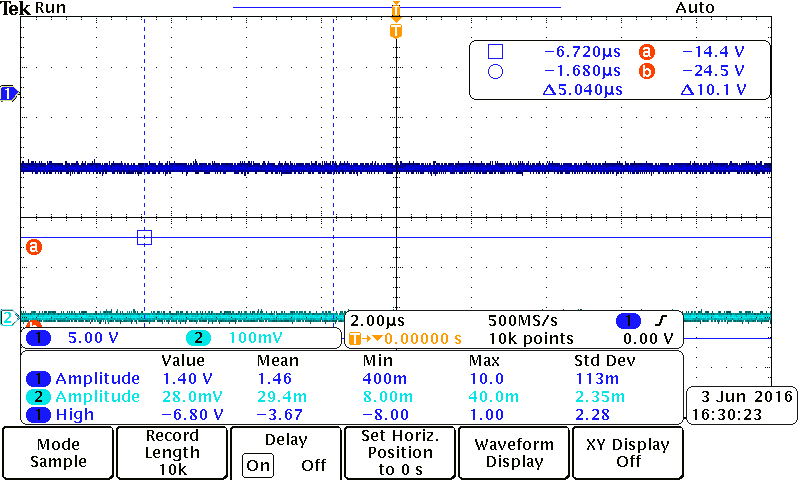 Tek Run Auto
T
T
−6.720µs a −14.4 V
−1.680µs b −24.5 V
Δ5.040µs Δ10.1 V
1
a
2
1 5.00 V 2 100mV
2.00µs 500MS/s 1
T→▼0.00000 s 10k points 0.00 V
Value Mean Min Max Std Dev
1 Amplitude 1.40 V 1.46 400m 10.0 113m
2 Amplitude 28.0mV 29.4m 8.00m 40.0m 2.35m
1 High −6.80 V −3.67 −8.00 1.00 2.28
3 Jun 2016
16:30:23
Mode
Sample
Record
Length
10k
Delay
On Off
Set Horiz.
Position
to 0 s
Waveform
Display
XY Display
Off